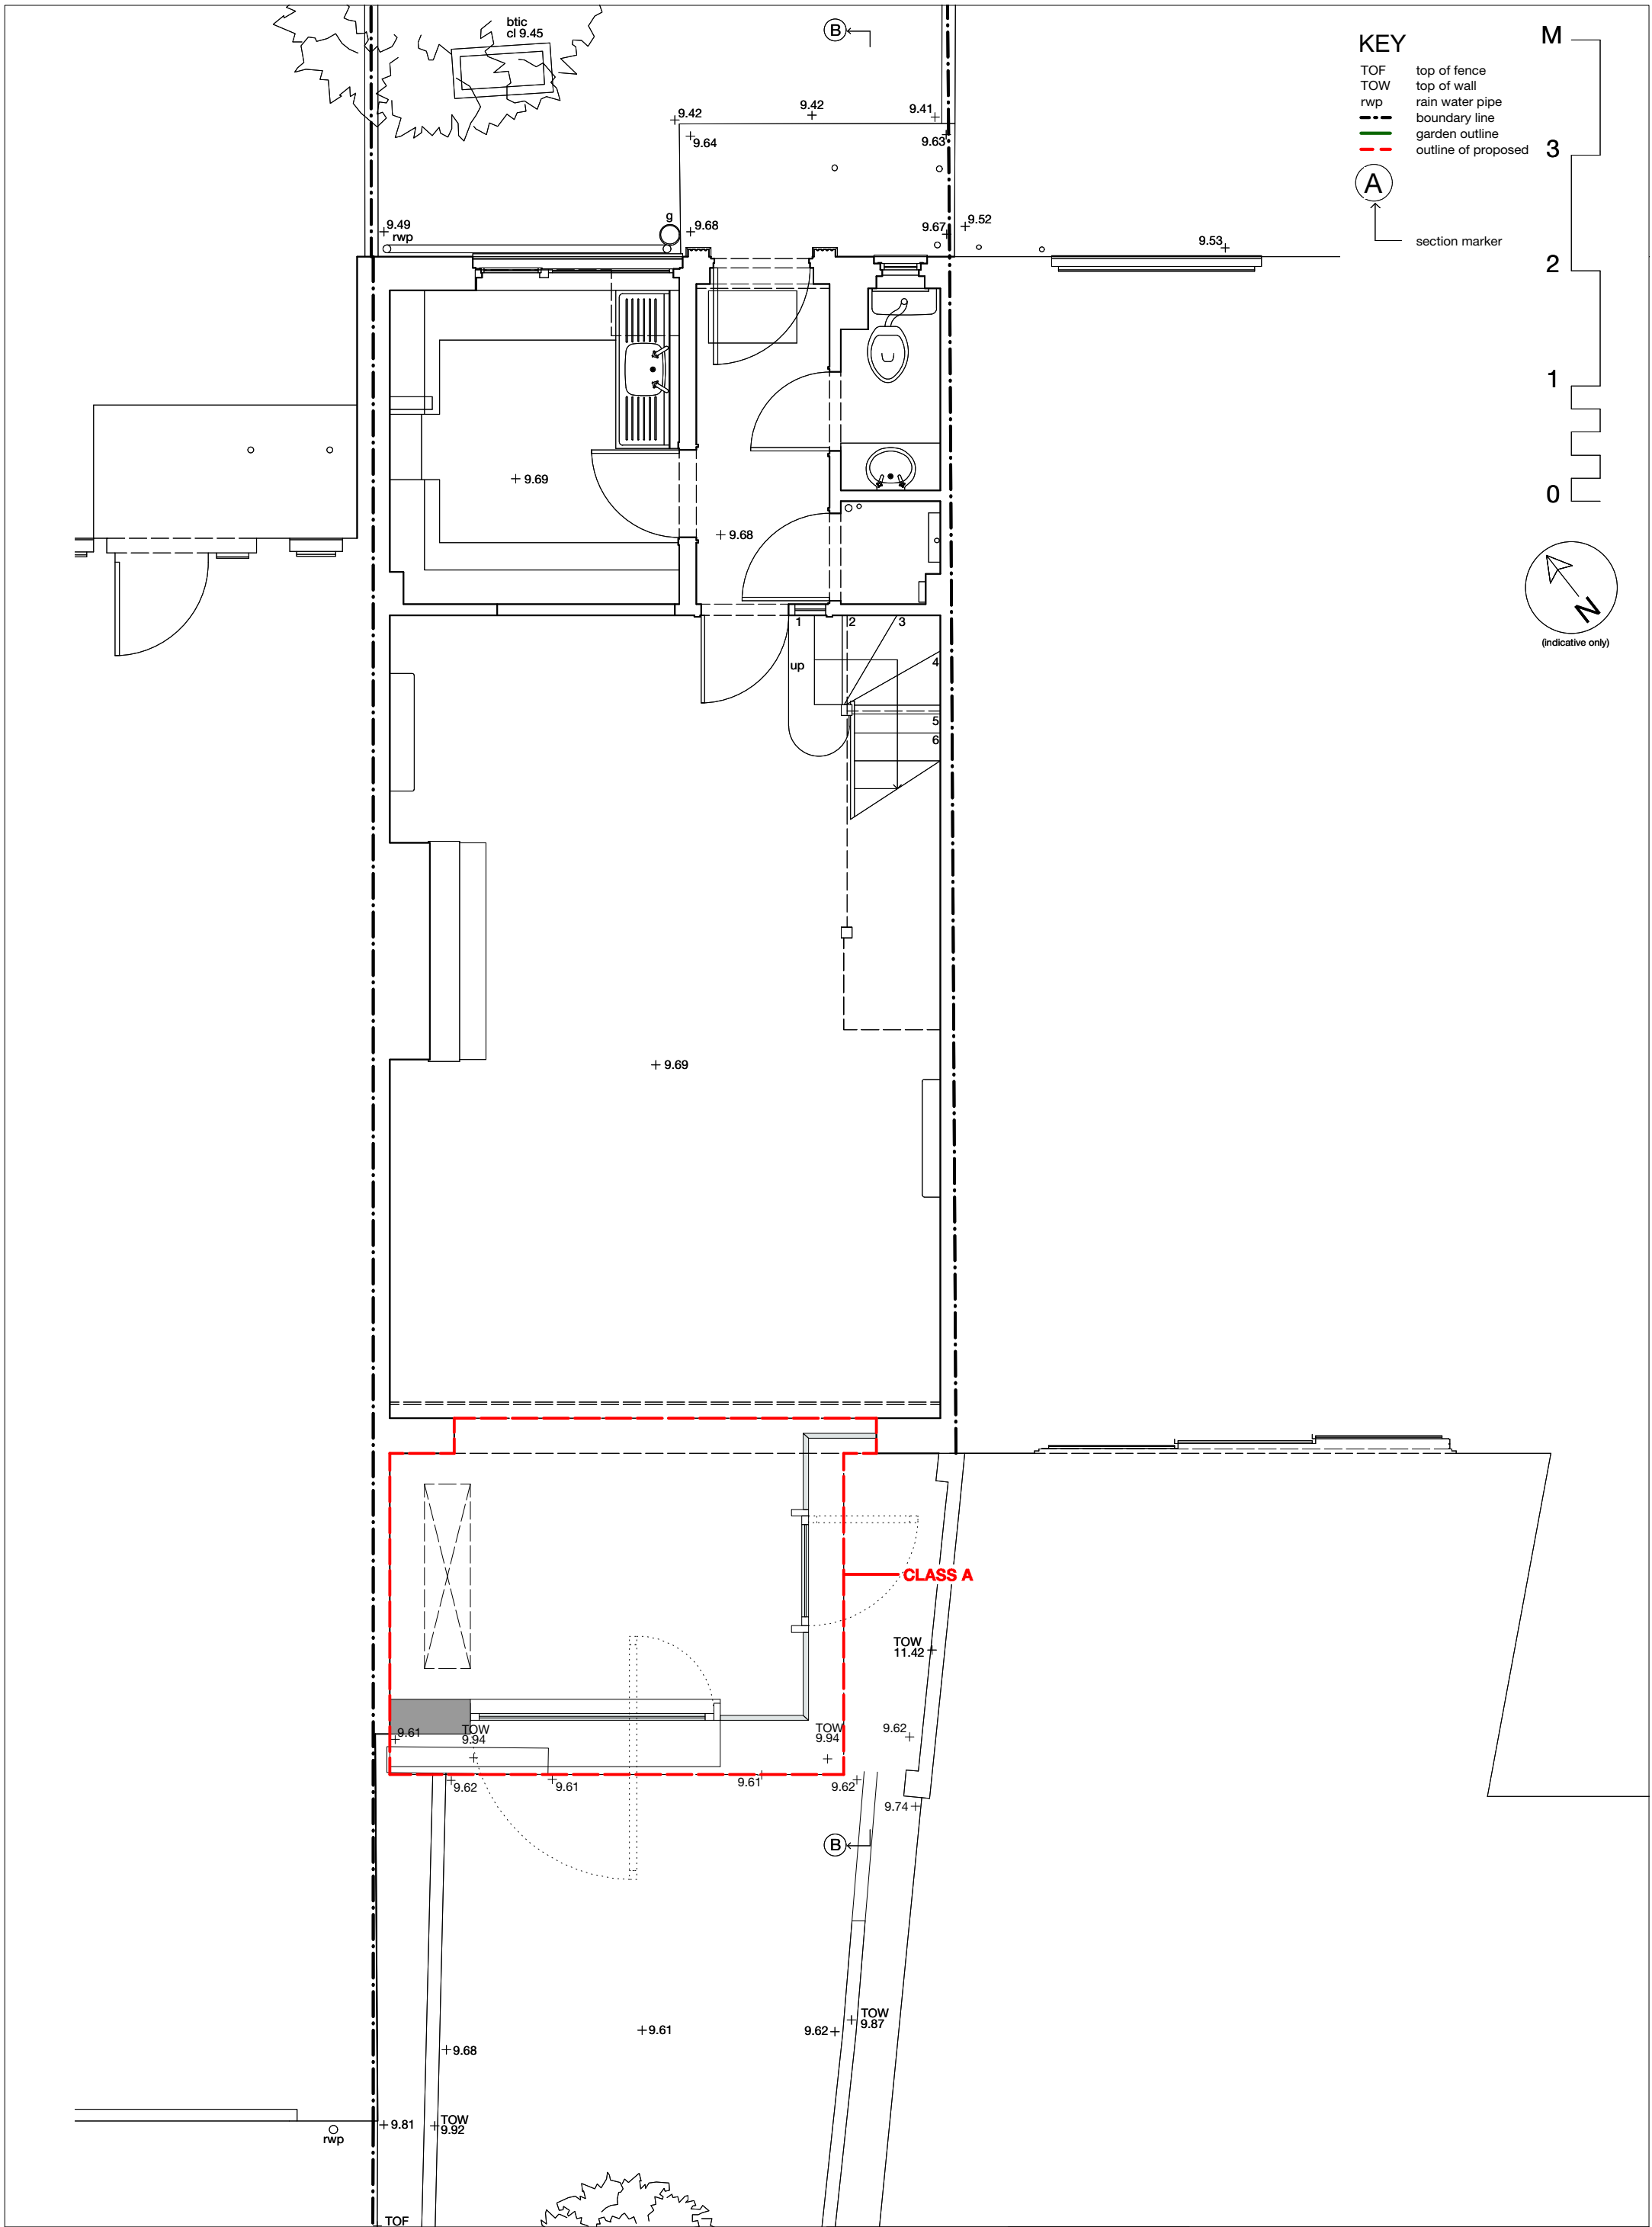 btic
cl 9.45
B
KEY
TOF top of fence
TOW top of wall
rwp rain water pipe
boundary line
garden outline
outline of proposed
A
section marker
M
3
2
1
0
N
(indicative only)
9.42
9.42
9.41
9.64
9.63
9.49
rwp
g
9.68
9.67
9.52
9.53
9.69
9.68
1
2
3
up
4
5
6
9.69
CLASS A
TOW
11.42
9.61
TOW
9.94
TOW
9.94
9.62
9.62
9.61
9.61
9.62
9.74
B
9.61
9.62
TOW
9.87
9.68
9.81
TOW
9.92
rwp
TOF